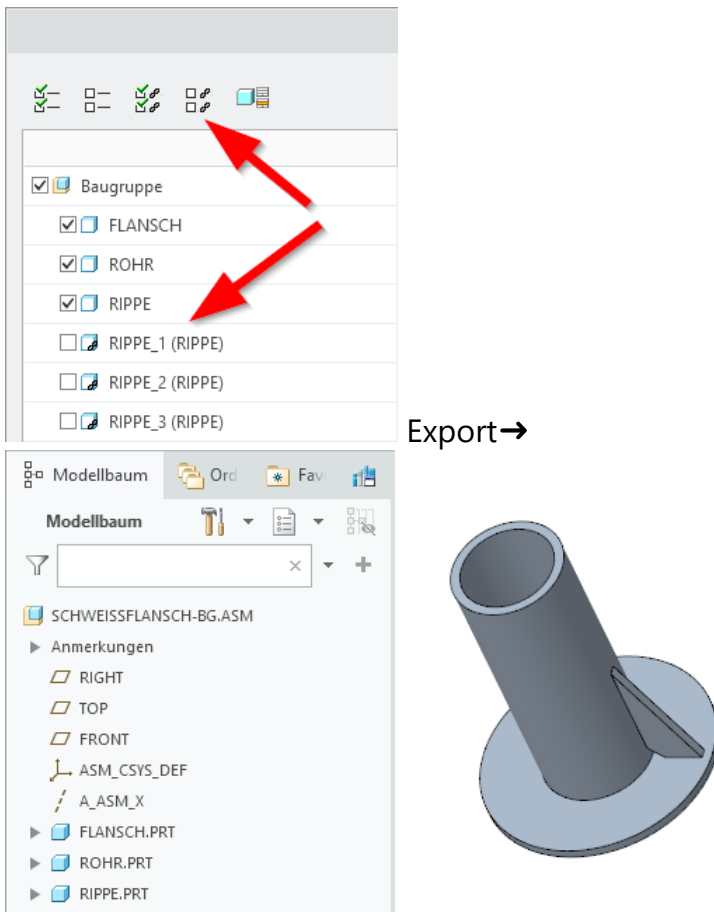 Baugruppe
FLANSCH
ROHR
RIPPE
RIPPE_1 (RIPPE)
RIPPE_2 (RIPPE)
RIPPE_3 (RIPPE)
Export➔
Modellbaum Ord Fav
Modellbaum
SCHWEISSFLANSCH-BG.ASM
Anmerkungen
RIGHT
TOP
FRONT
ASM_CSYS_DEF
A_ASM_X
FLANSCH.PRT
ROHR.PRT
RIPPE.PRT